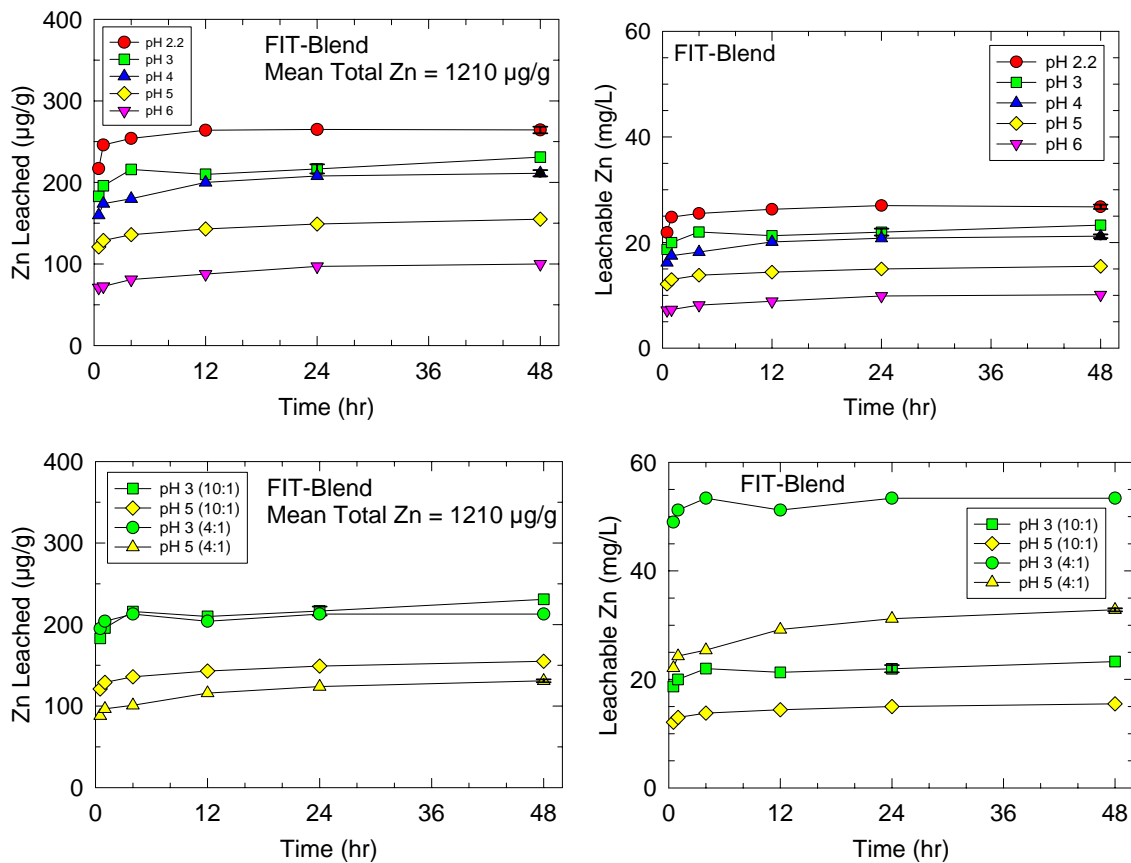 FIT-Blend
Mean Total Zn = 1210 µg/g
pH 2.2
pH 3
pH 4
pH 5
pH 6
Zn Leached (µg/g)
400
300
200
100
0
0 12 24 36 48
Time (hr)
FIT-Blend
pH 2.2
pH 3
pH 4
pH 5
pH 6
Leachable Zn (mg/L)
60
40
20
0
0 12 24 36 48
Time (hr)
FIT-Blend
Mean Total Zn = 1210 µg/g
pH 3 (10:1)
pH 5 (10:1)
pH 3 (4:1)
pH 5 (4:1)
Zn Leached (µg/g)
400
300
200
100
0
0 12 24 36 48
Time (hr)
FIT-Blend
pH 3 (10:1)
pH 5 (10:1)
pH 3 (4:1)
pH 5 (4:1)
Leachable Zn (mg/L)
60
40
20
0
0 12 24 36 48
Time (hr)